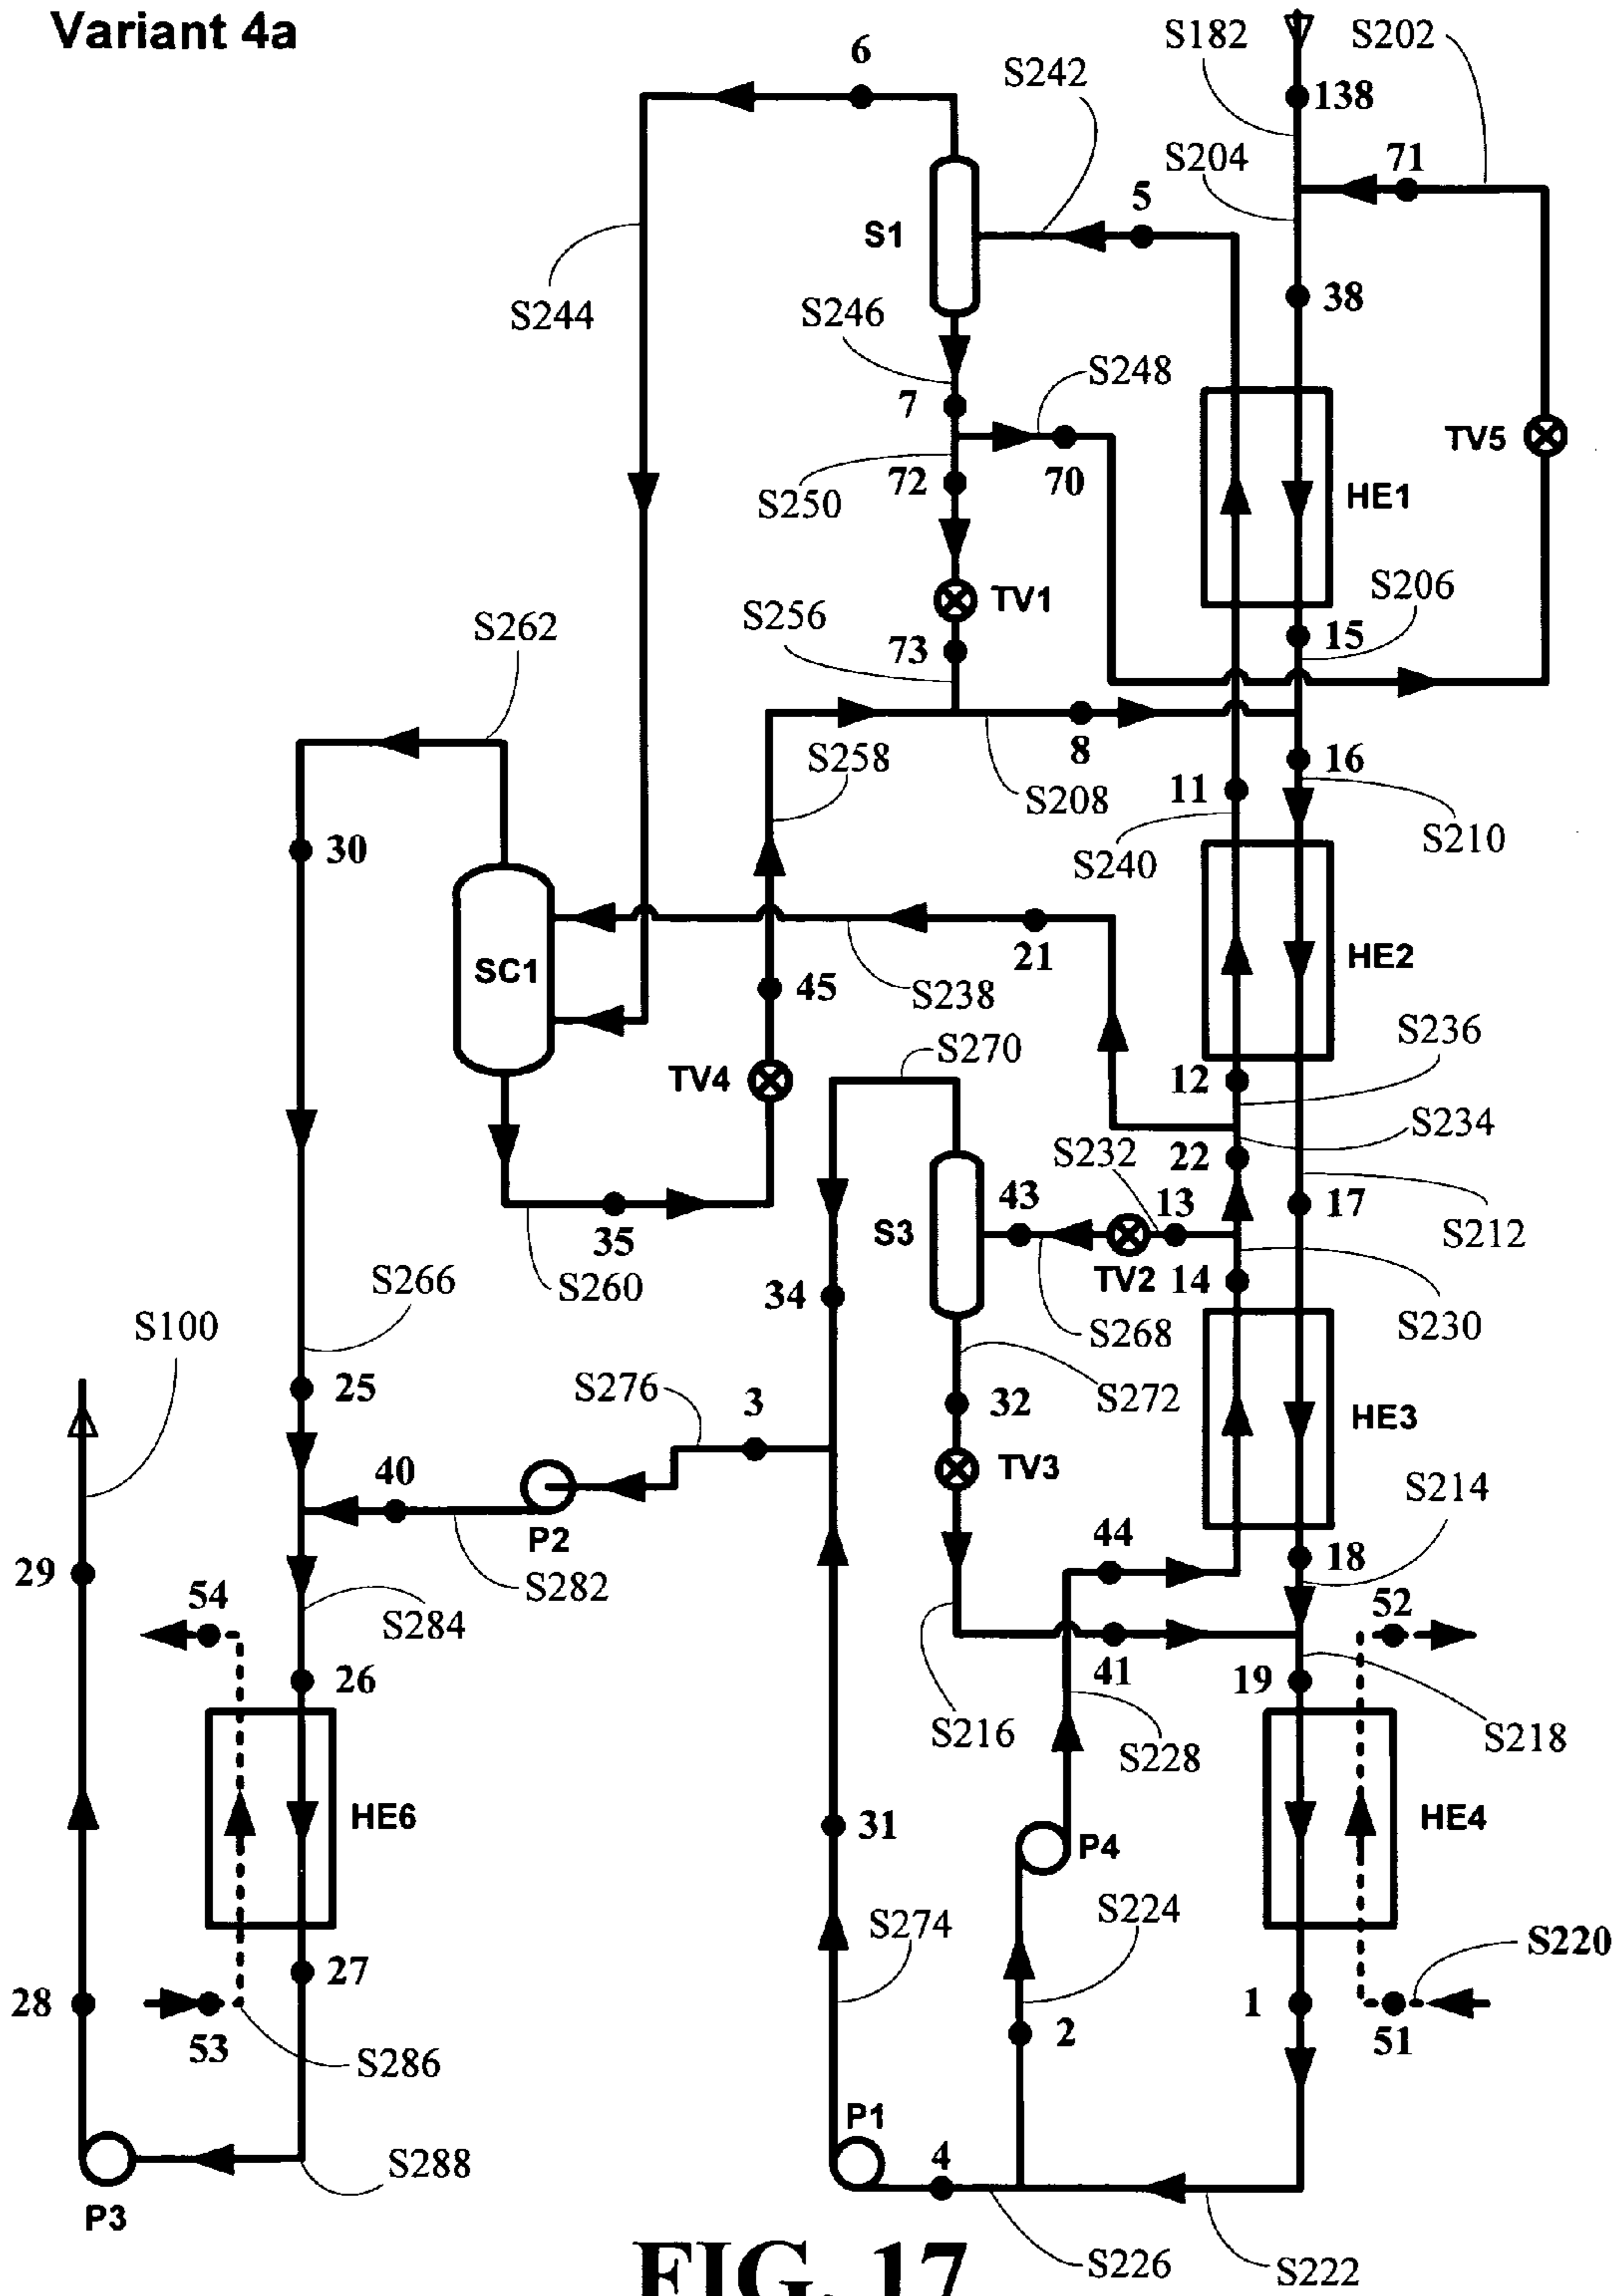 Variant 4a
6
S242
S182
S202
138
S204
71
5
S1
S244
S246
38
S248
7
TV5
72
70
S250
HE1
S206
TV1
S256
S262
73
15
S258
8
16
S208
11
S210
30
S240
SC1
21
HE2
45
S238
S236
S270
TV4
12
S234
S232
22
43
13
17
S3
35
S212
S266
S260
34
TV2
14
S100
S268
S230
25
S276
3
32
S272
HE3
TV3
40
S214
P2
44
18
29
54
S282
52
S284
26
41
19
S216
S228
S218
HE6
31
P4
HE4
S274
S224
S220
27
28
1
53
2
51
S286
P1
4
S288
P3
FIG. 17
S226
S222